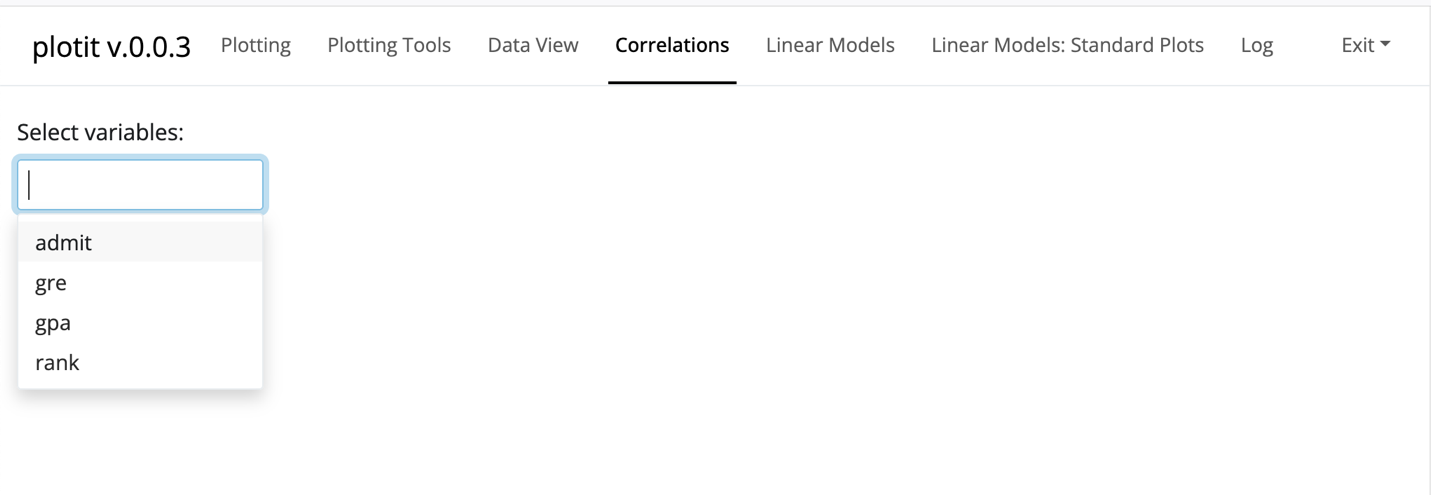 plotit v.0.0.3 Plotting Plotting Tools Data View Correlations Linear Models Linear Models: Standard Plots Log Exit
Select variables:
admit
gre
gpa
rank